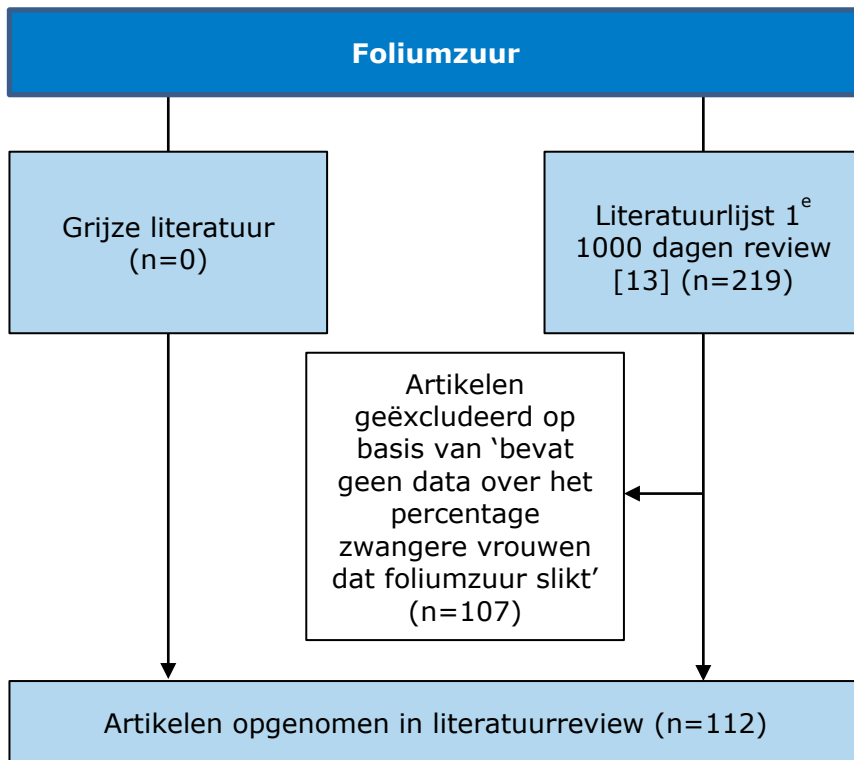 Foliumzuur
Grijze literatuur
(n=0)
Literatuurlijst 1e
1000 dagen review
[13] (n=219)
Artikelen
geëxcludeerd op
basis van ‘bevat
geen data over het
percentage
zwangere vrouwen
dat foliumzuur slikt’
(n=107)
Artikelen opgenomen in literatuurreview (n=112)